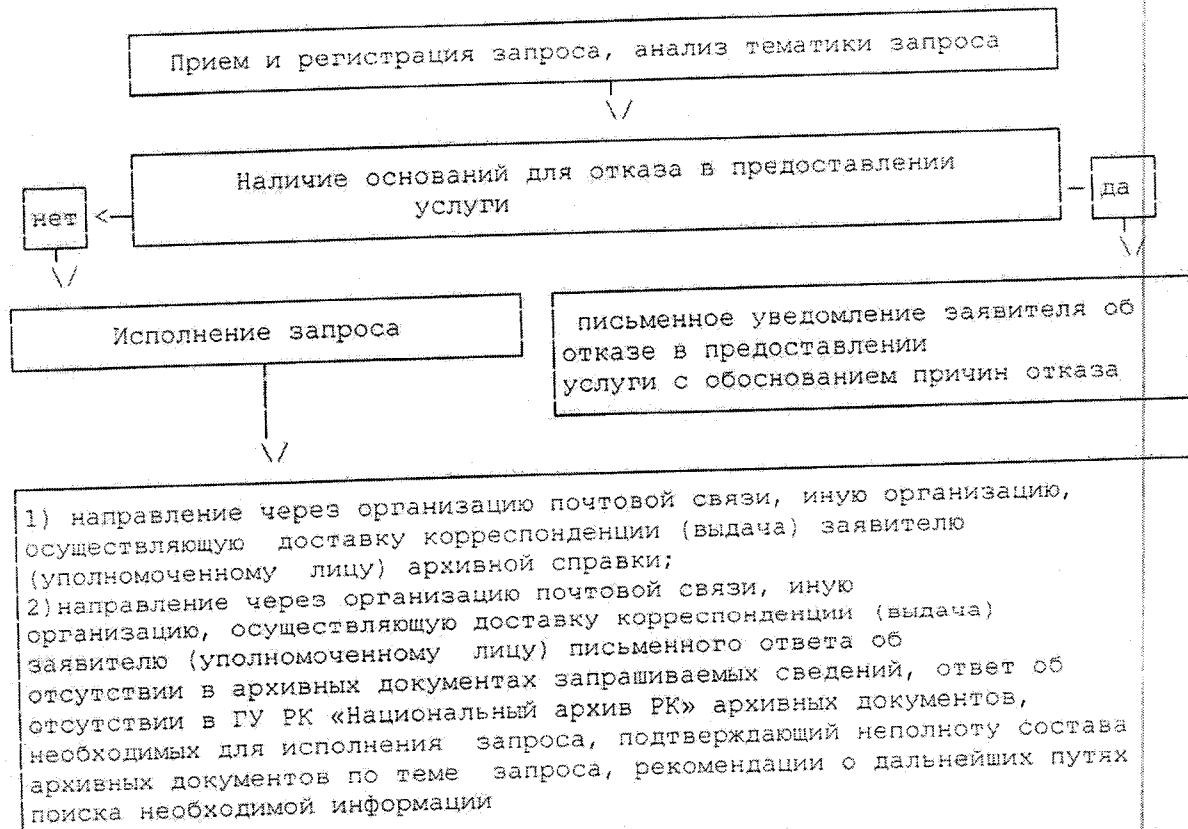 Прием и регистрация запроса, анализ тематики запроса
Наличие оснований для отказа в предоставлении
услуги
нет
да
Исполнение запроса
письменное уведомление заявителя об
отказе в предоставлении
услуги с обоснованием причин отказа
1) направление через организацию почтовой связи, иную организацию,
осуществляющую доставку корреспонденции (выдача) заявителю
(уполномоченному лицу) архивной справки;
2)направление через организацию почтовой связи, иную
организацию, осуществляющую доставку корреспонденции (выдача)
заявителю (уполномоченному лицу) письменного ответа об
отсутствии в архивных документах запрашиваемых сведений, ответ об
отсутствии в ГУ РК «Национальный архив РК» архивных документов,
необходимых для исполнения запроса, подтверждающий неполноту состава
архивных документов по теме запроса, рекомендации о дальнейших путях
поиска необходимой информации